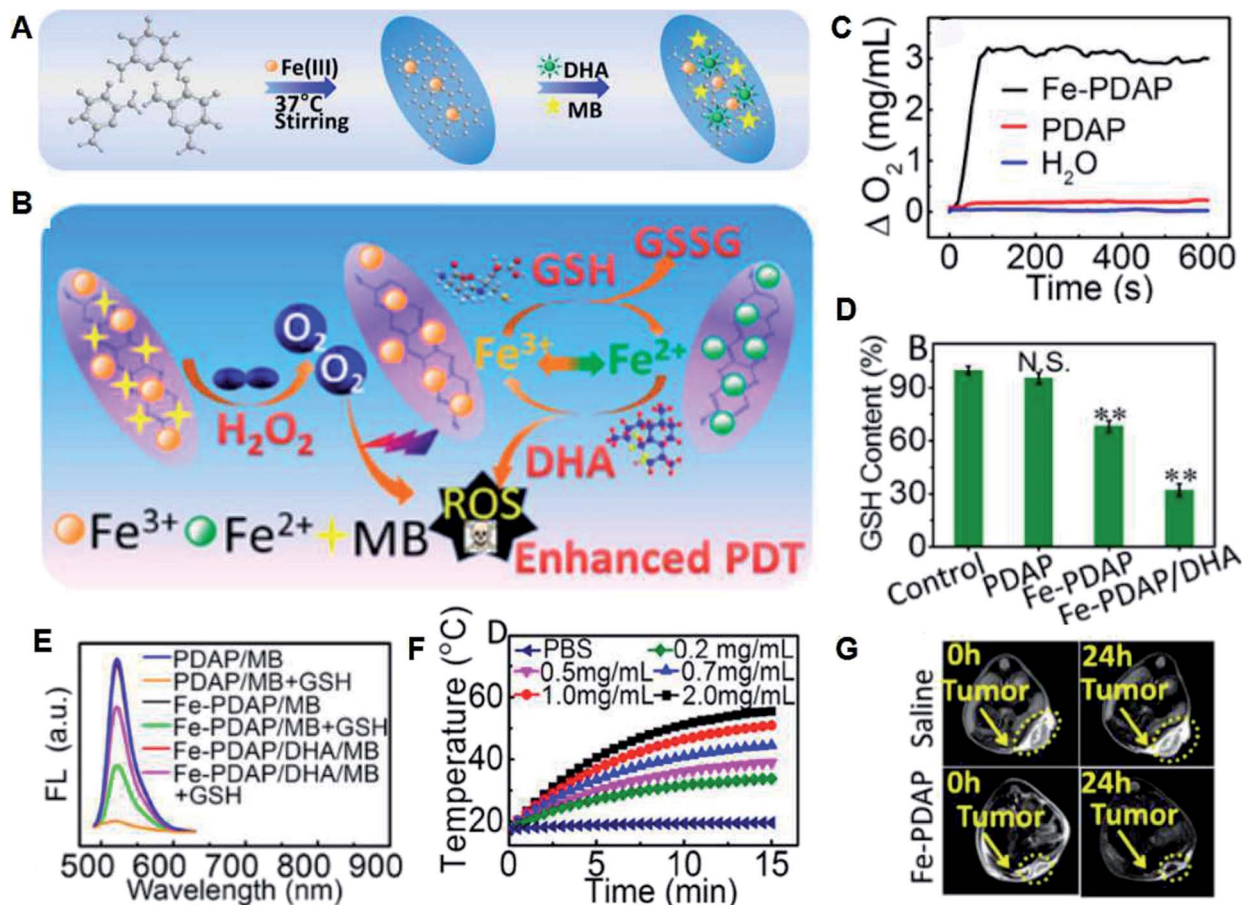 A
Fe(III)
37°C
Stirring
DHA
MB
B
H₂O₂
O₂
O₂
GSH
GSSG
Fe³⁺
Fe²⁺
DHA
ROS
Fe³⁺ Fe²⁺ MB
Enhanced PDT
C
Δ O₂ (mg/mL)
3
2
1
0
Fe-PDAP
PDAP
H₂O
0 200 400 600
Time (s)
D
B
GSH Content (%)
90
60
30
0
N.S.
**
**
Control
PDAP
Fe-PDAP
Fe-PDAP/DHA
E
FL (a.u.)
PDAP/MB
PDAP/MB+GSH
Fe-PDAP/MB
Fe-PDAP/MB+GSH
Fe-PDAP/DHA/MB
Fe-PDAP/DHA/MB
+GSH
500 600 700 800 900
Wavelength (nm)
F
D
Temperature (°C)
80
60
40
20
PBS 0.2 mg/mL
0.5mg/mL 0.7mg/mL
1.0mg/mL 2.0mg/mL
0 5 10 15
Time (min)
G
Saline
0h
Tumor
24h
Tumor
Fe-PDAP
0h
Tumor
24h
Tumor